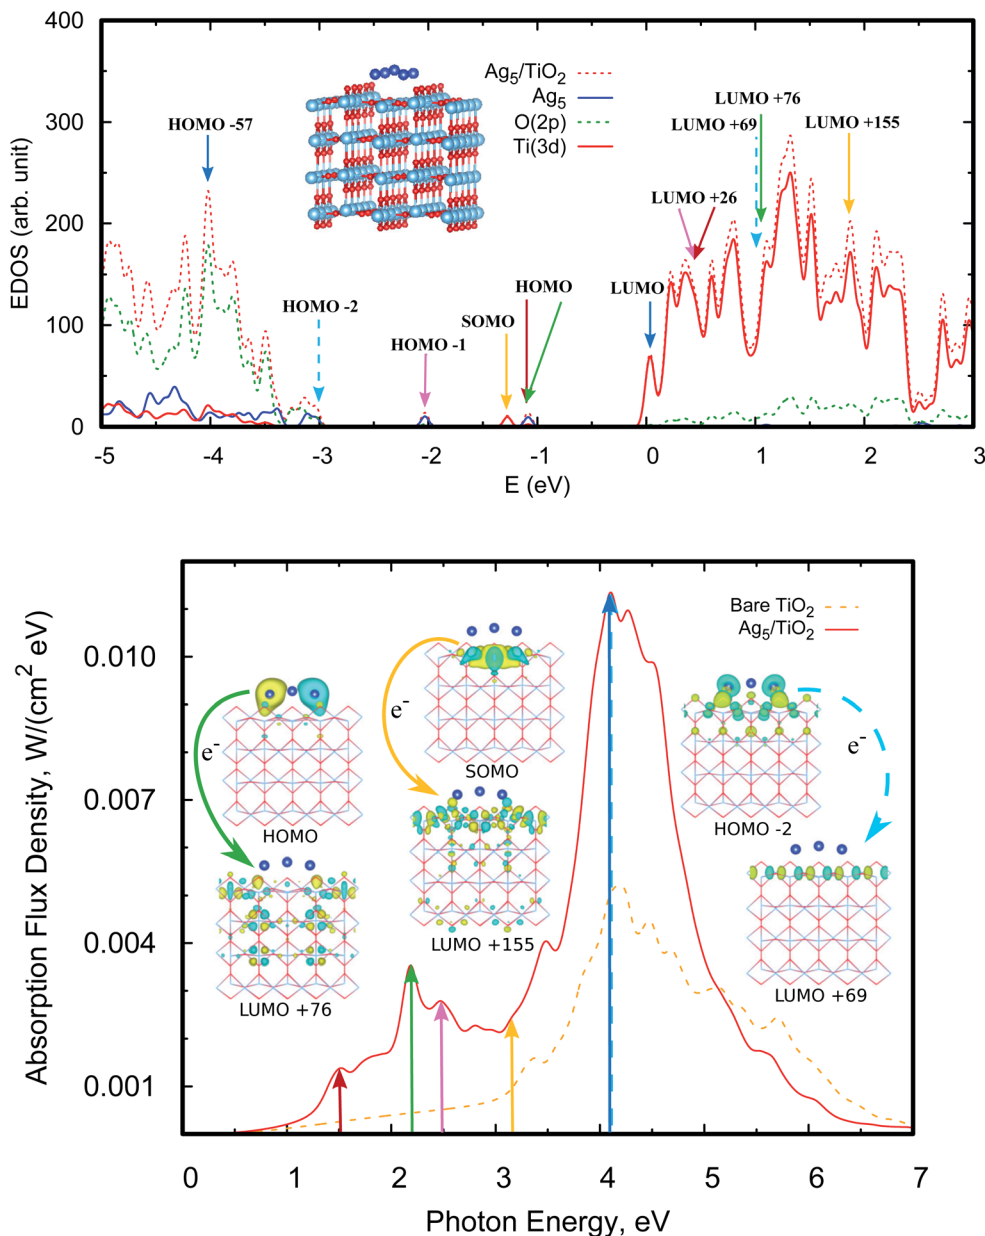 400
300
200
100
0
EDOS (arb. unit)
Ag5/TiO2
Ag5
O(2p)
Ti(3d)
HOMO -57
HOMO -2
HOMO -1
SOMO
HOMO
LUMO
LUMO +26
LUMO +76
LUMO +69
LUMO +155
-5 -4 -3 -2 -1 0 1 2 3
E (eV)
Absorption Flux Density, W/(cm2 eV)
0.010
0.007
0.004
0.001
Bare TiO2
Ag5/TiO2
e-
HOMO
LUMO +76
e-
SOMO
LUMO +155
e-
HOMO -2
LUMO +69
0 1 2 3 4 5 6 7
Photon Energy, eV